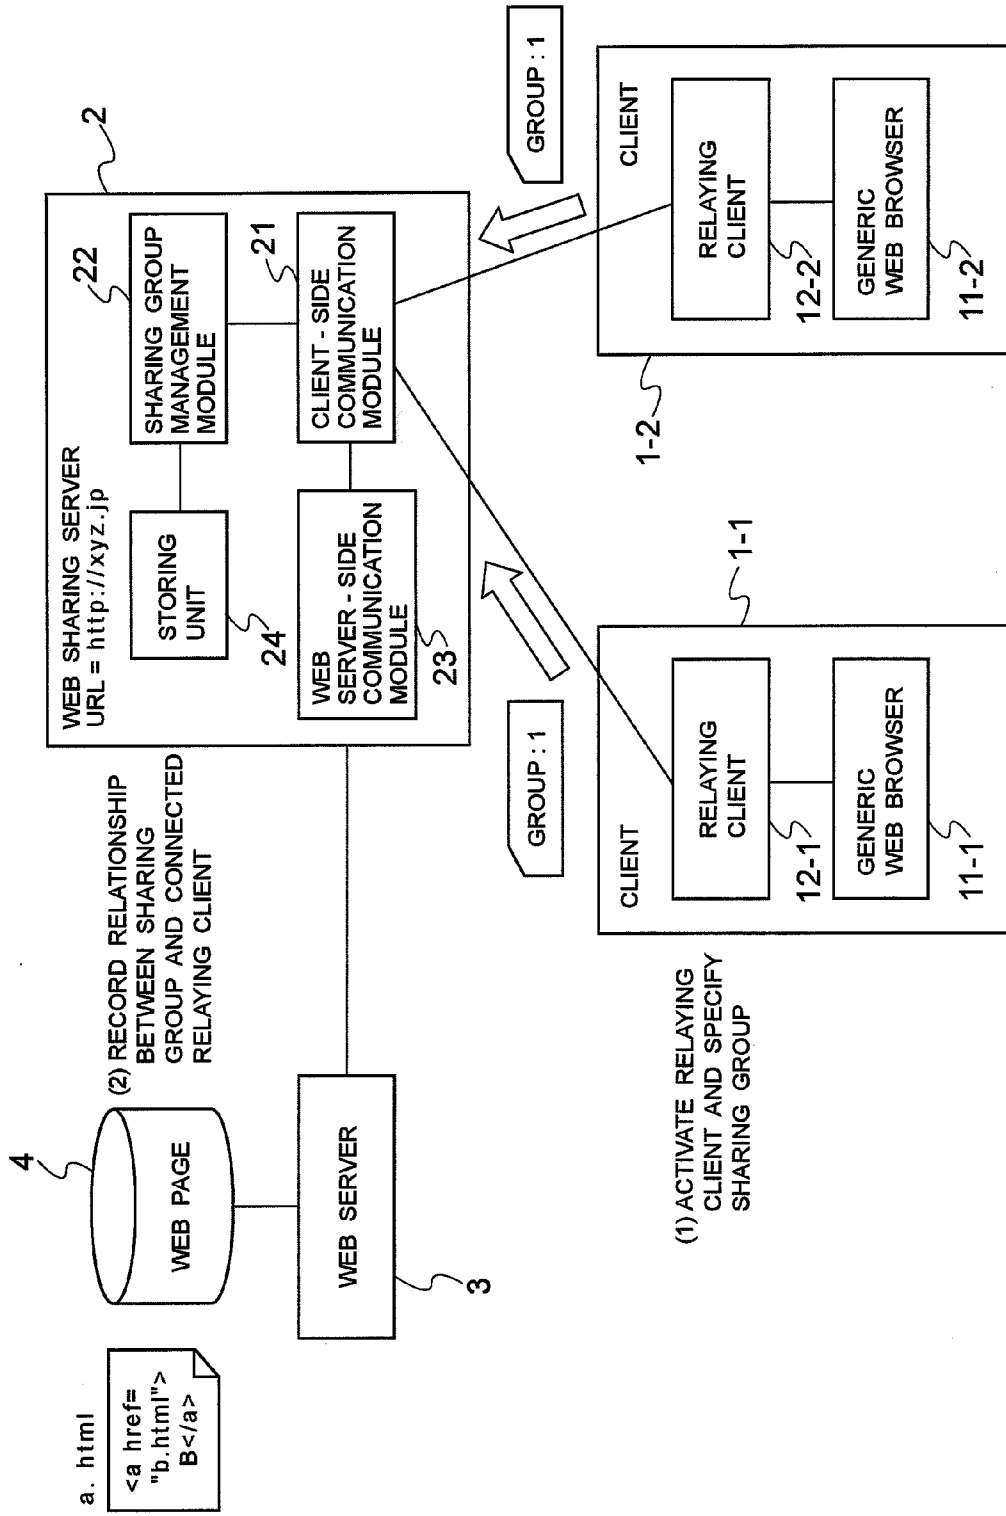 a. html
<a href=
"b.html">
B</a>
4
WEB PAGE
WEB SERVER
3
(2) RECORD RELATIONSHIP
BETWEEN SHARING
GROUP AND CONNECTED
RELAYING CLIENT
WEB SHARING SERVER
URL = http://xyz.jp
2
STORING
UNIT
24
SHARING GROUP
MANAGEMENT
MODULE
22
WEB
SERVER - SIDE
COMMUNICATION
MODULE
23
CLIENT - SIDE
COMMUNICATION
MODULE
21
GROUP : 1
GROUP : 1
(1) ACTIVATE RELAYING
CLIENT AND SPECIFY
SHARING GROUP
1-1
CLIENT
RELAYING
CLIENT
12-1
GENERIC
WEB BROWSER
11-1
1-2
CLIENT
RELAYING
CLIENT
12-2
GENERIC
WEB BROWSER
11-2